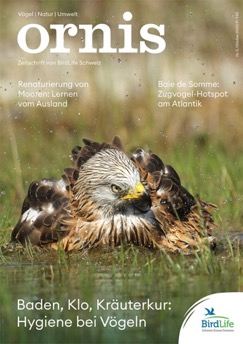 Vögel | Natur | Umwelt
ornis
Zeitschrift von BirdLife Schweiz
Renaturierung von
Mooren: Lernen
vom Ausland
Baie de Somme:
Zugvogel-Hotspot
am Atlantik
Baden, Klo, Kräuterkur:
Hygiene bei Vögeln
BirdLife